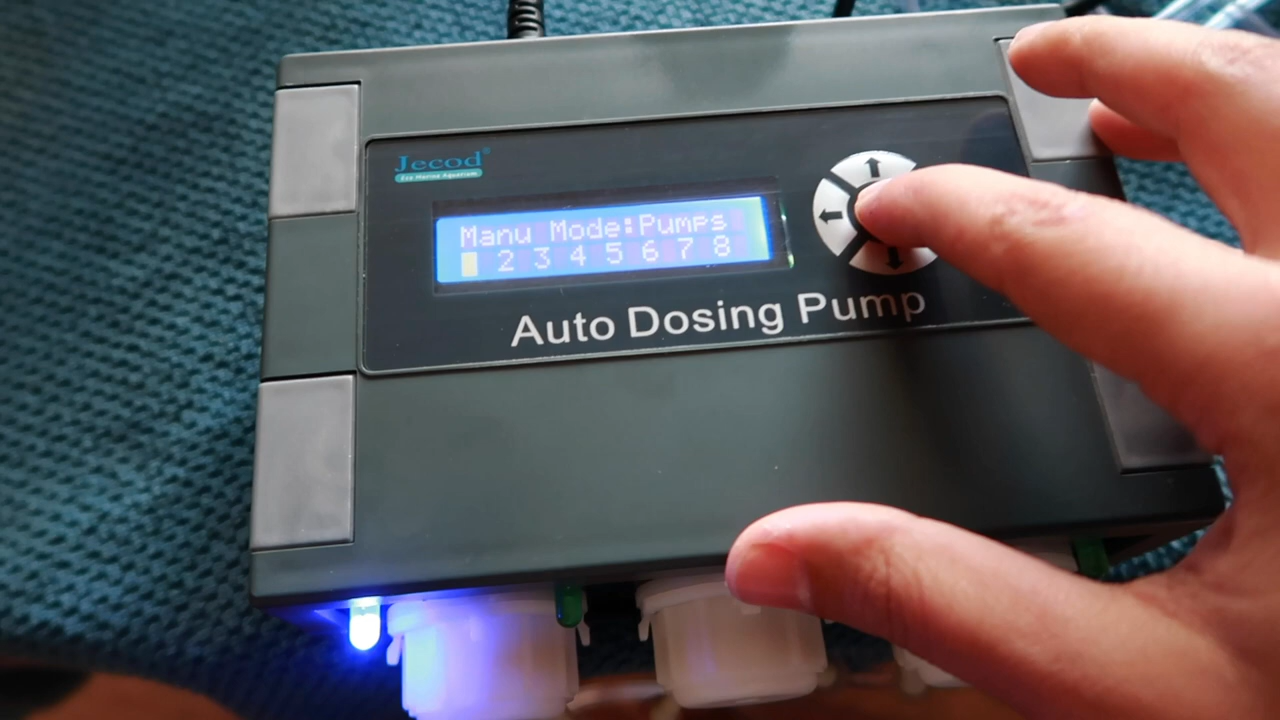 Jecod®
Eco Marine Aquarium
Manu Mode:Pumps
2 3 4 5 6 7 8
Auto Dosing Pump